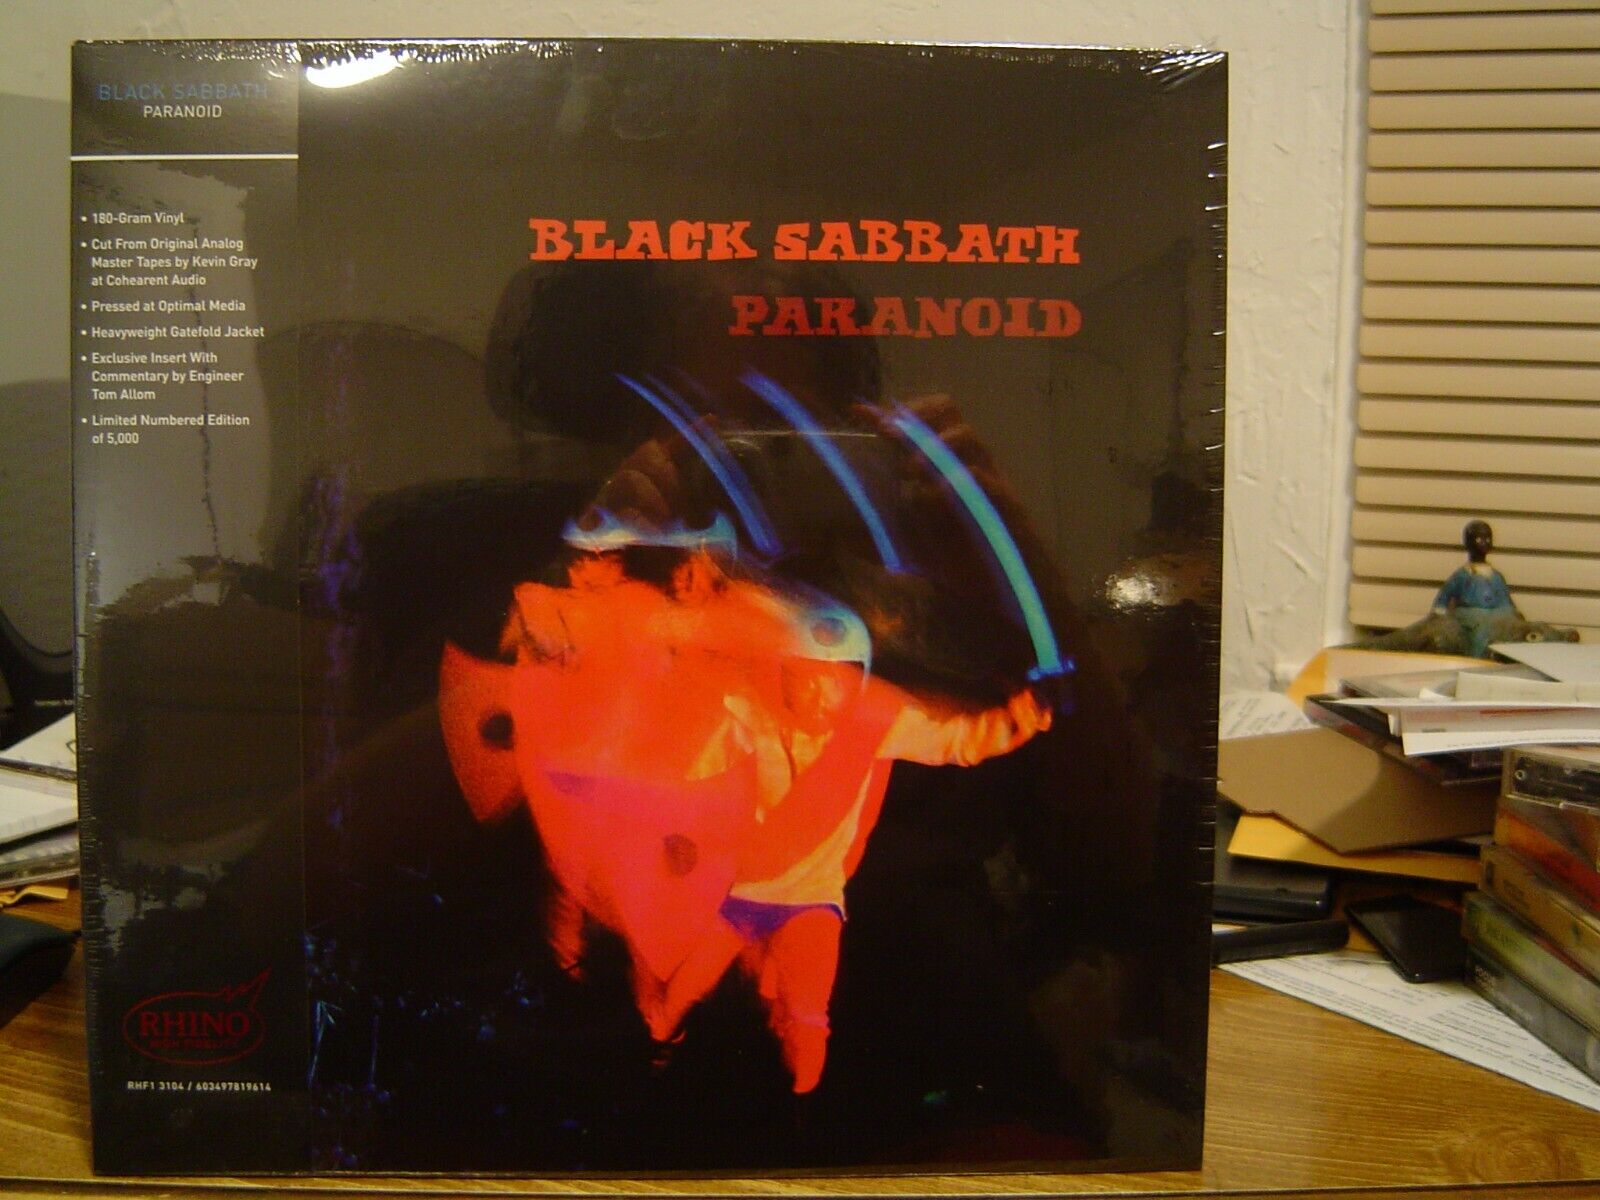 BLACK SABBATH
PARANOID
• 180-Gram Vinyl
• Cut From Original Analog
Master Tapes by Kevin Gray
at Cohearent Audio
• Pressed at Optimal Media
• Heavyweight Gatefold Jacket
• Exclusive Insert With
Commentary by Engineer
Tom Allom
• Limited Numbered Edition
of 5,000
RHINO
HIGH FIDELITY
RHF1 3104 / 603497819614
BLACK SABBATH
PARANOID